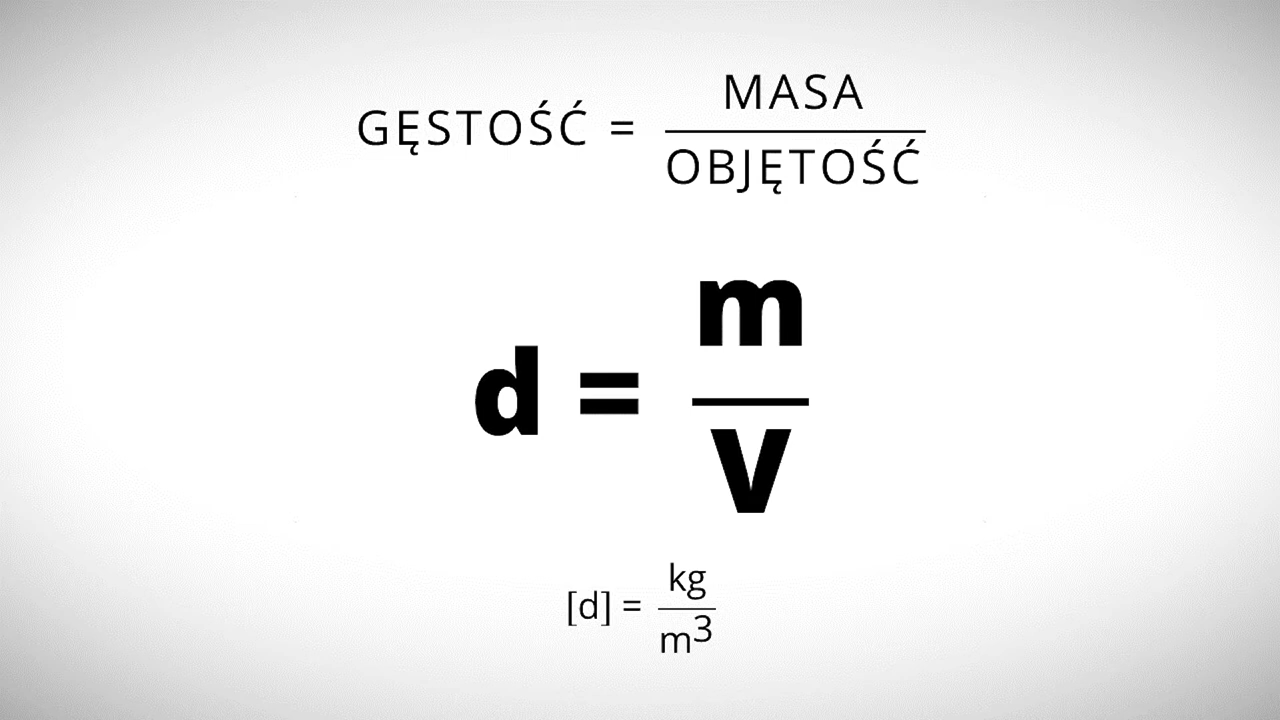 GĘSTOŚĆ = MASA
OBJĘTOŚĆ
d = m
V
[d] = kg
m³